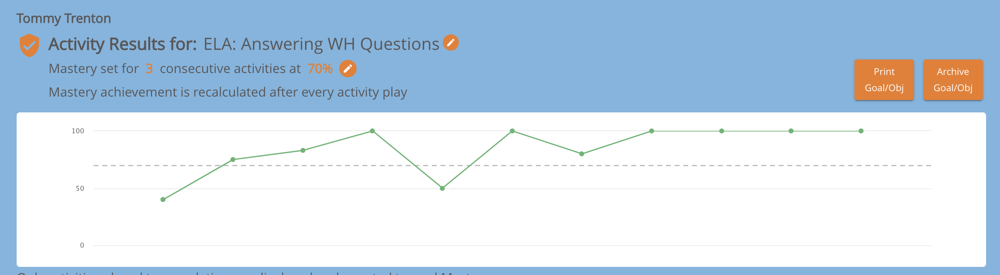 Tommy Trenton
Activity Results for: ELA: Answering WH Questions
Mastery set for 3 consecutive activities at 70%
Mastery achievement is recalculated after every activity play
Print
Goal/Obj
Archive
Goal/Obj
100
50
0